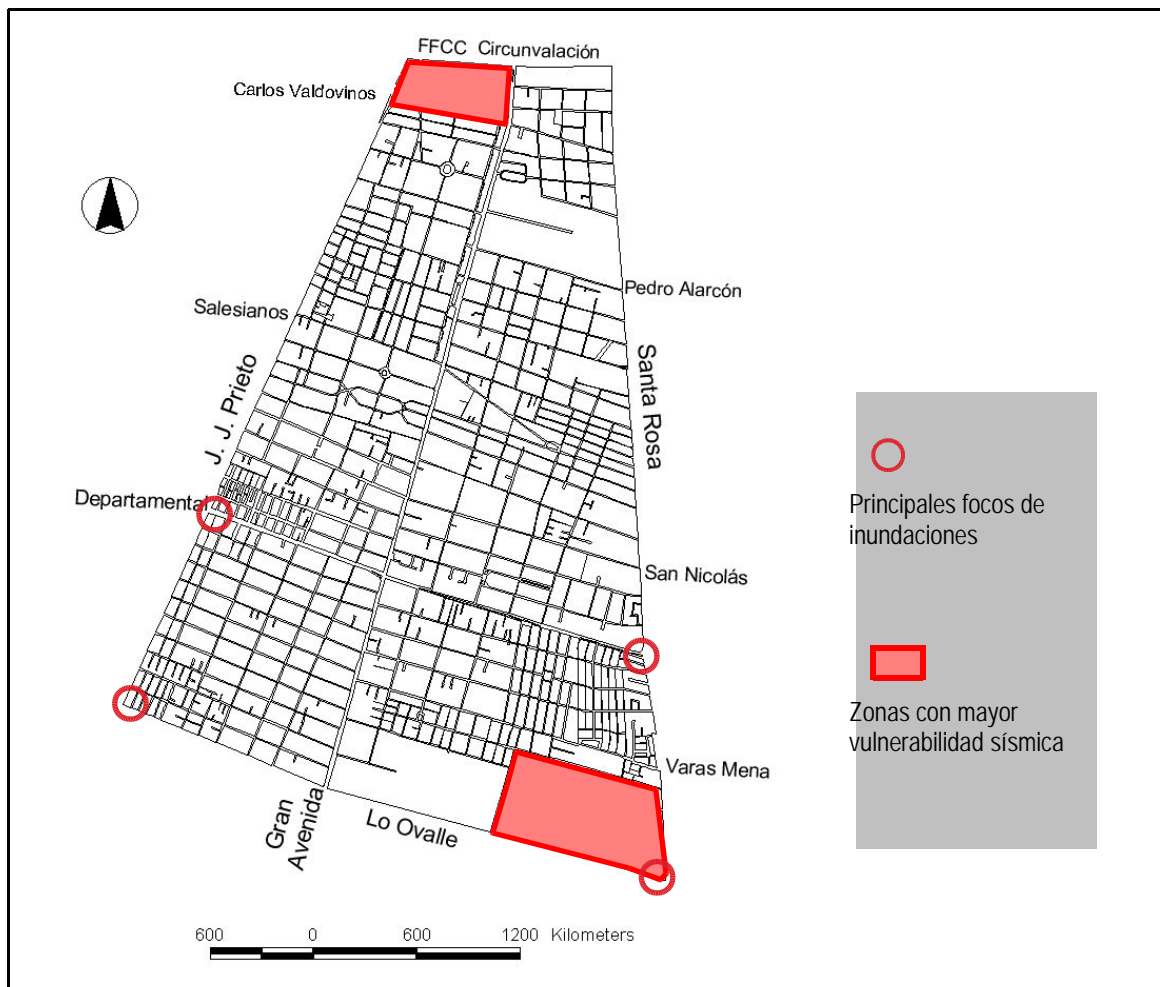 FFCC Circunvalación
Carlos Valdovinos
Pedro Alarcón
Salesianos
Santa Rosa
J. J. Prieto
Departamental
Principales focos de
inundaciones
San Nicolás
Zonas con mayor
vulnerabilidad sísmica
Varas Mena
Gran
Avenida
Lo Ovalle
600 0 600 1200 Kilometers